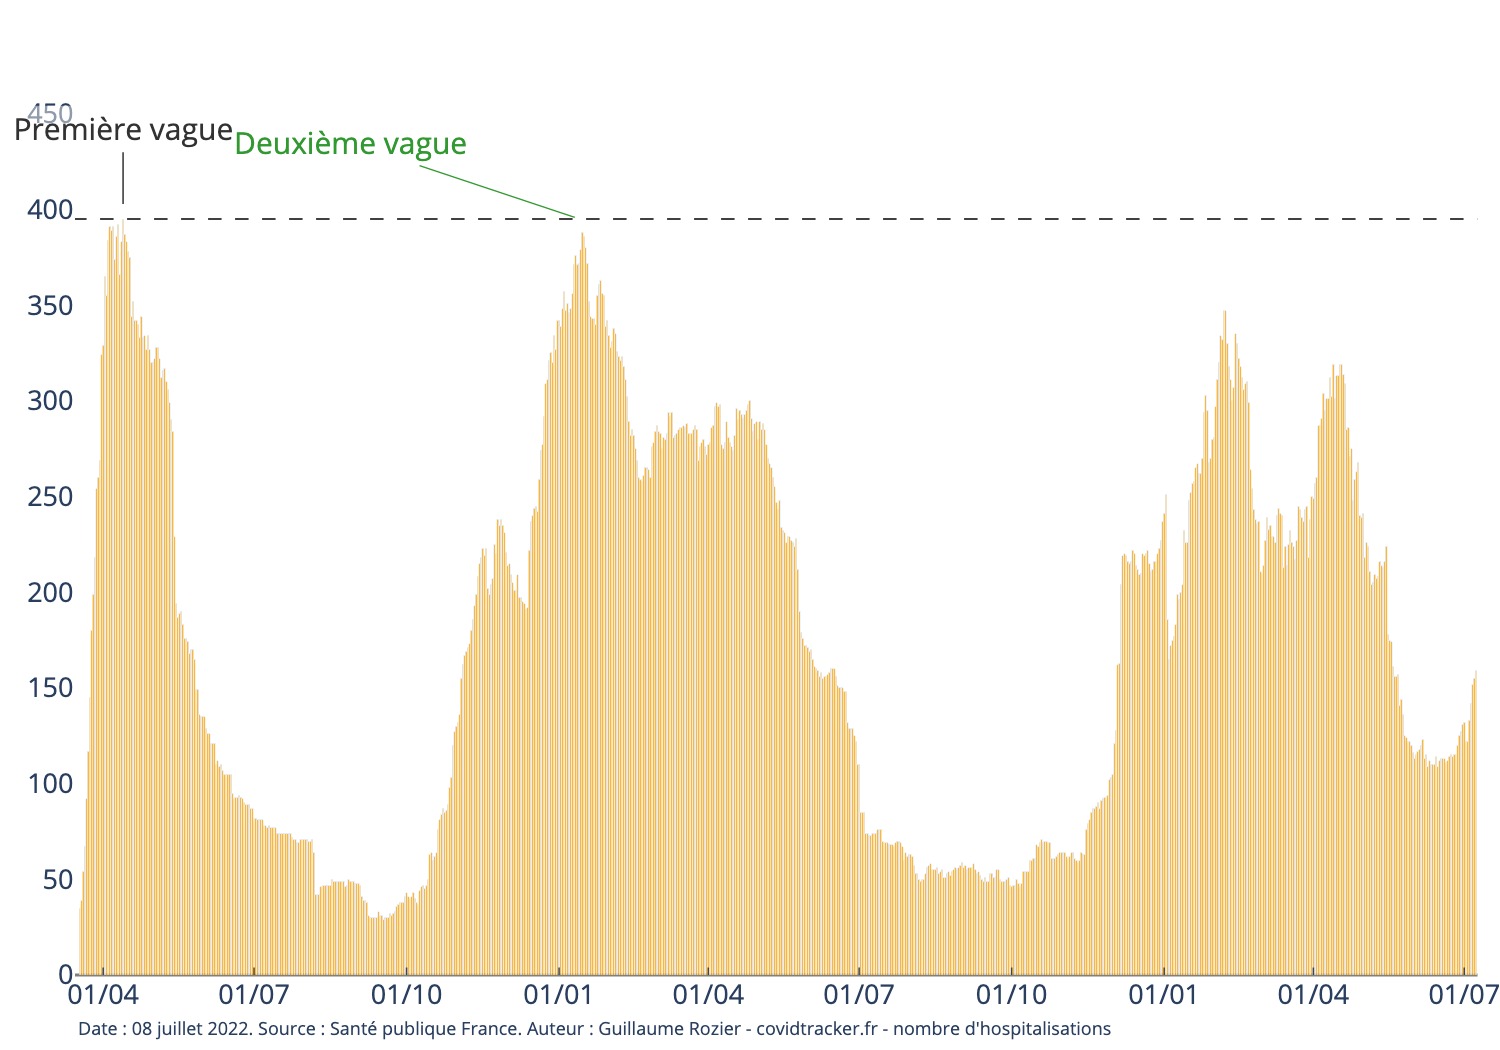 450
Première vague
Deuxième vague
400
350
300
250
200
150
100
50
0
01/04 01/07 01/10 01/01 01/04 01/07 01/10 01/01 01/04 01/07
Date : 08 juillet 2022. Source : Santé publique France. Auteur : Guillaume Rozier - covidtracker.fr - nombre d'hospitalisations